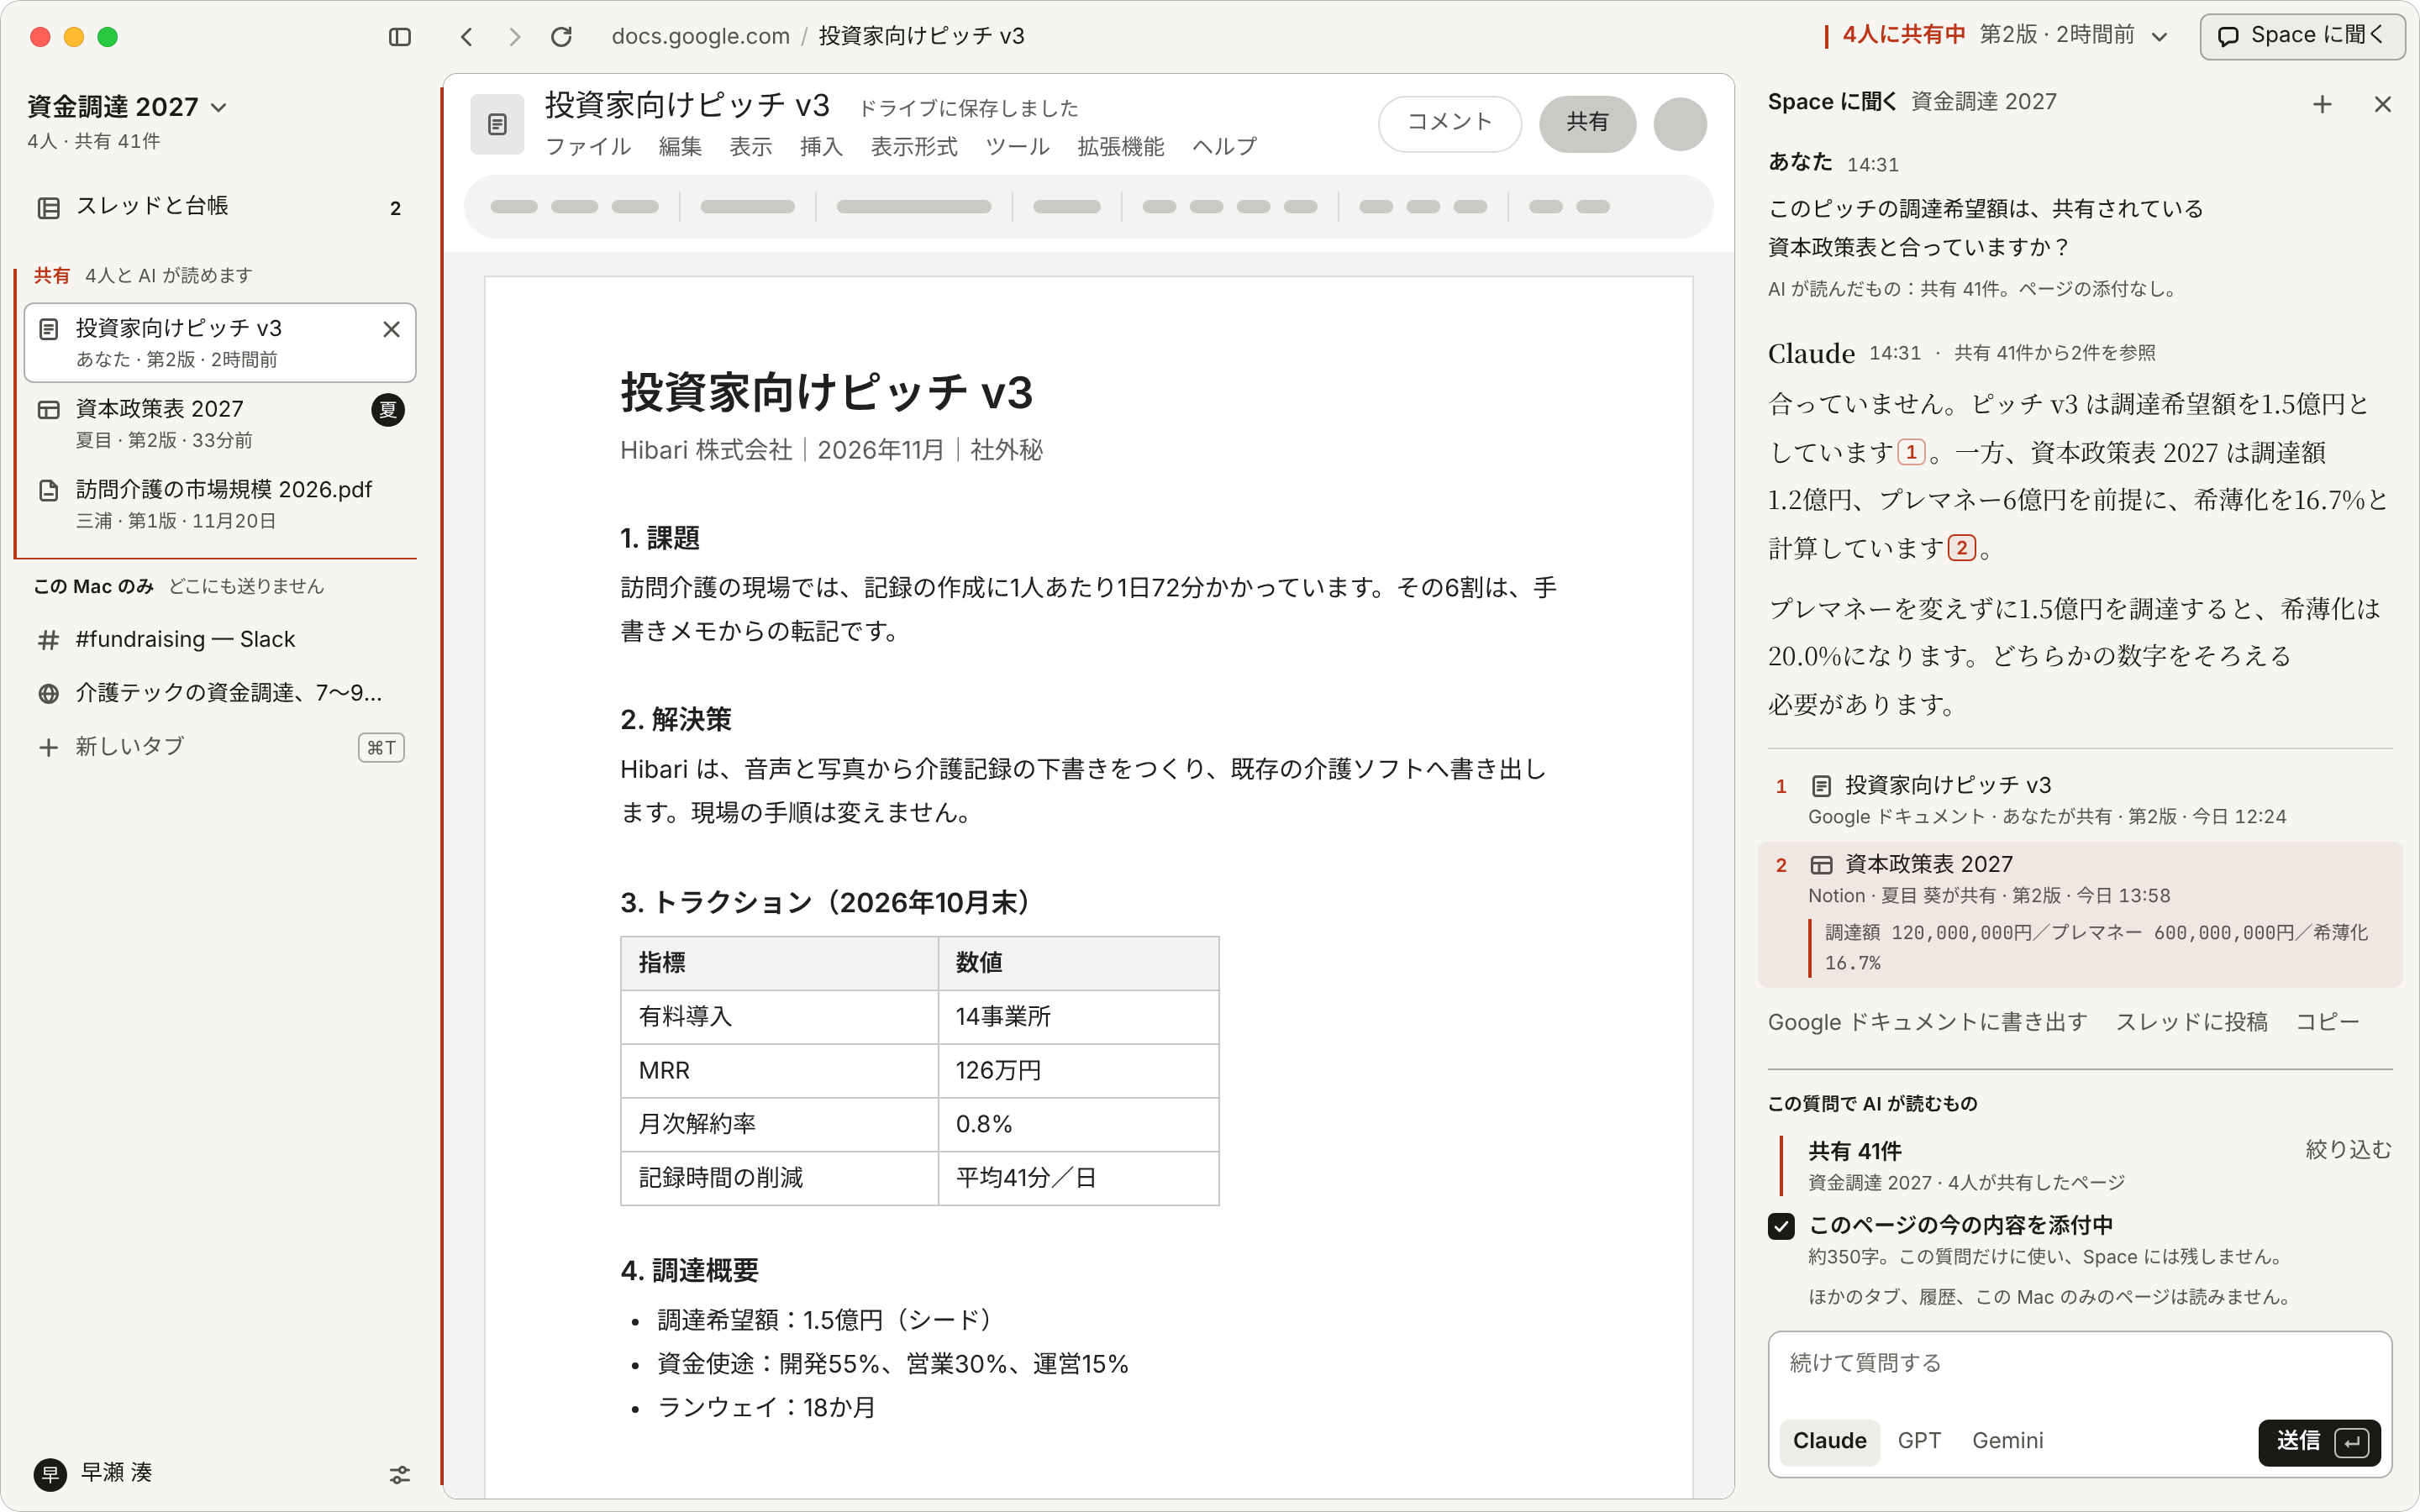 docs.google.com / 投資家向けピッチ v3
4人に共有中 第2版 · 2時間前
Space に聞く
資金調達 2027
4人 · 共有 41件
スレッドと台帳 2
共有 4人と AI が読めます
投資家向けピッチ v3
あなた · 第2版 · 2時間前
資本政策表 2027
夏
夏目 · 第2版 · 33分前
訪問介護の市場規模 2026.pdf
三浦 · 第1版 · 11月20日
この Mac のみ どこにも送りません
#fundraising — Slack
介護テックの資金調達、7〜9...
新しいタブ ⌘T
早 早瀬 湊
投資家向けピッチ v3 ドライブに保存しました
ファイル 編集 表示 挿入 表示形式 ツール 拡張機能 ヘルプ
コメント 共有
投資家向けピッチ v3
Hibari 株式会社｜2026年11月｜社外秘
1. 課題
訪問介護の現場では、記録の作成に1人あたり1日72分かかっています。その6割は、手
書きメモからの転記です。
2. 解決策
Hibari は、音声と写真から介護記録の下書きをつくり、既存の介護ソフトへ書き出し
ます。現場の手順は変えません。
3. トラクション（2026年10月末）
指標 数値
有料導入 14事業所
MRR 126万円
月次解約率 0.8%
記録時間の削減 平均41分／日
4. 調達概要
• 調達希望額：1.5億円（シード）
• 資金使途：開発55%、営業30%、運営15%
• ランウェイ：18か月
Space に聞く 資金調達 2027
あなた 14:31
このピッチの調達希望額は、共有されている
資本政策表と合っていますか？
AI が読んだもの：共有 41件。ページの添付なし。
Claude 14:31 · 共有 41件から2件を参照
合っていません。ピッチ v3 は調達希望額を1.5億円と
しています 1 。一方、資本政策表 2027 は調達額
1.2億円、プレマネー6億円を前提に、希薄化を16.7%と
計算しています 2 。
プレマネーを変えずに1.5億円を調達すると、希薄化は
20.0%になります。どちらかの数字をそろえる
必要があります。
1 投資家向けピッチ v3
Google ドキュメント · あなたが共有 · 第2版 · 今日 12:24
2 資本政策表 2027
Notion · 夏目 葵が共有 · 第2版 · 今日 13:58
調達額 120,000,000円／プレマネー 600,000,000円／希薄化
16.7%
Google ドキュメントに書き出す スレッドに投稿 コピー
この質問で AI が読むもの
共有 41件 絞り込む
資金調達 2027 · 4人が共有したページ
このページの今の内容を添付中
約350字。この質問だけに使い、Space には残しません。
ほかのタブ、履歴、この Mac のみのページは読みません。
続けて質問する
Claude GPT Gemini 送信